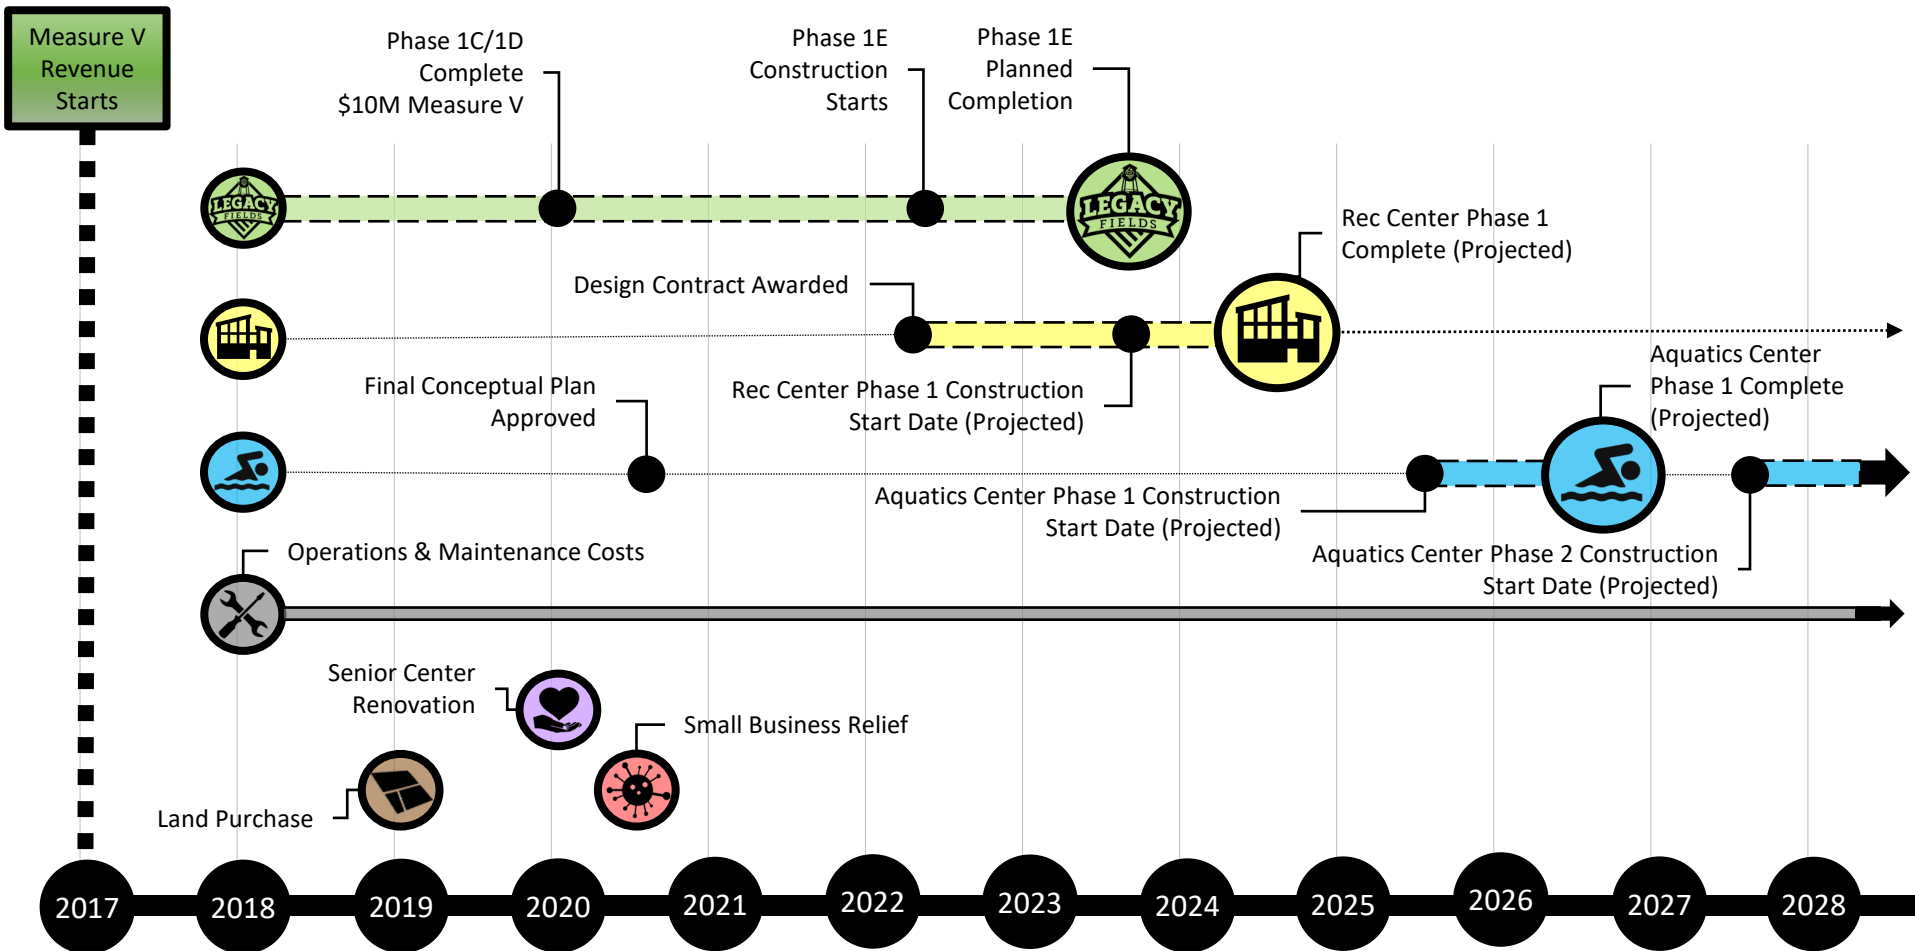 Measure V
Revenue
Starts
Phase 1C/1D
Complete
$10M Measure V
Phase 1E
Construction
Starts
Phase 1E
Planned
Completion
LEGACY
FIELDS
LEGACY
FIELDS
Rec Center Phase 1
Complete (Projected)
Design Contract Awarded
Final Conceptual Plan
Approved
Rec Center Phase 1 Construction
Start Date (Projected)
Aquatics Center
Phase 1 Complete
(Projected)
Aquatics Center Phase 1 Construction
Start Date (Projected)
Aquatics Center Phase 2 Construction
Start Date (Projected)
Operations & Maintenance Costs
Senior Center
Renovation
Small Business Relief
Land Purchase
2017
2018
2019
2020
2021
2022
2023
2024
2025
2026
2027
2028